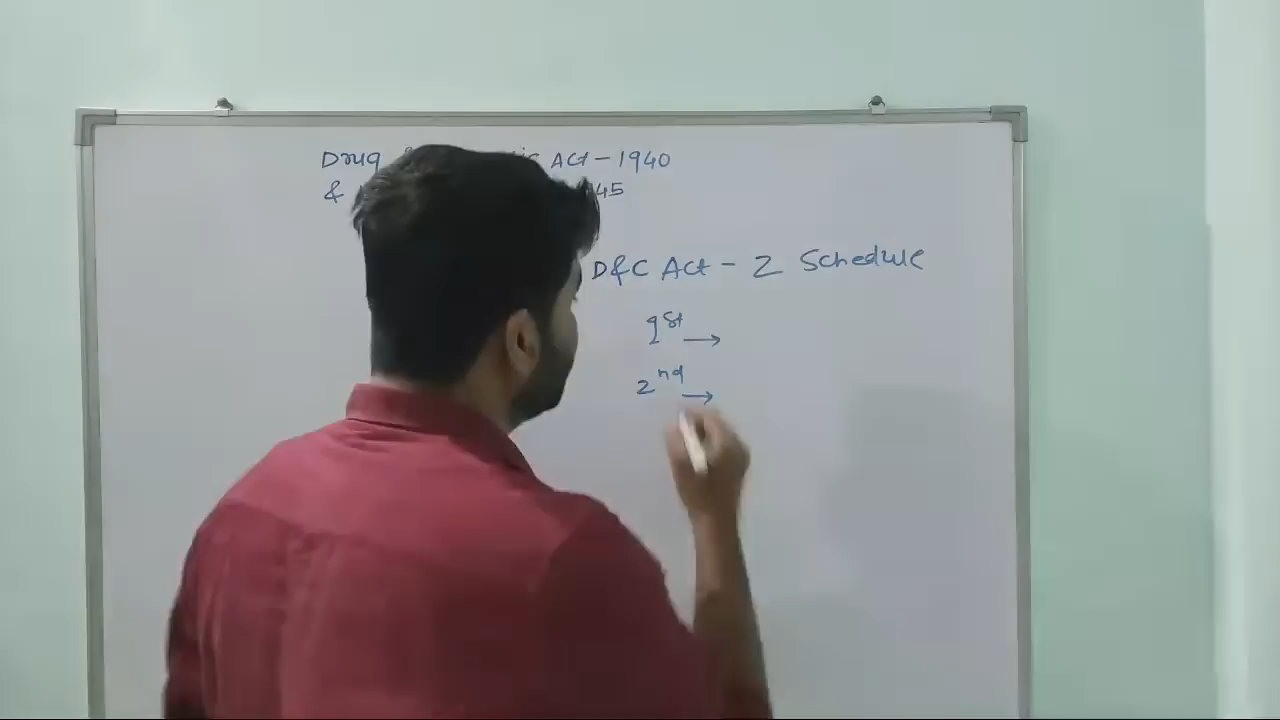 Drug ACt - 1940
& 45
D&C Act - 2 Schedule
1st →
2nd →